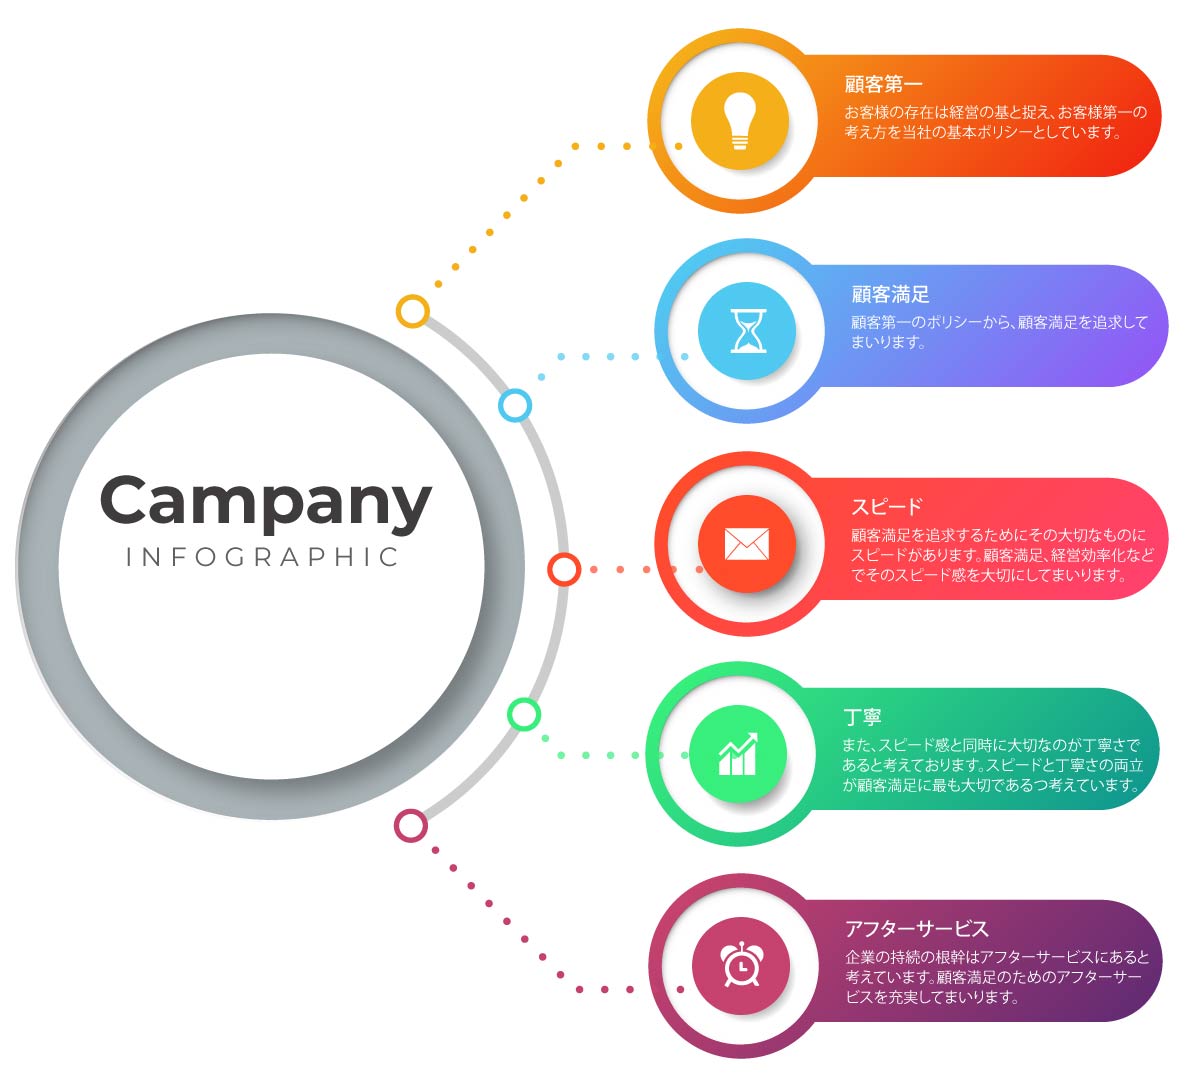 Campany
INFOGRAPHIC
顧客第一
お客様の存在は経営の基と捉え、お客様第一の
考え方を当社の基本ポリシーとしています。
顧客満足
顧客第一のポリシーから、顧客満足を追求して
まいります。
スピード
顧客満足を追求するためにその大切なものに
スピードがあります。顧客満足、経営効率化など
でそのスピード感を大切にしてまいります。
丁寧
また、スピード感と同時に大切なのが丁寧さで
あると考えております。スピードと丁寧さの両立
が顧客満足に最も大切であるつ考えています。
アフターサービス
企業の持続の根幹はアフターサービスにあると
考えています。顧客満足のためのアフターサー
ビスを充実してまいります。